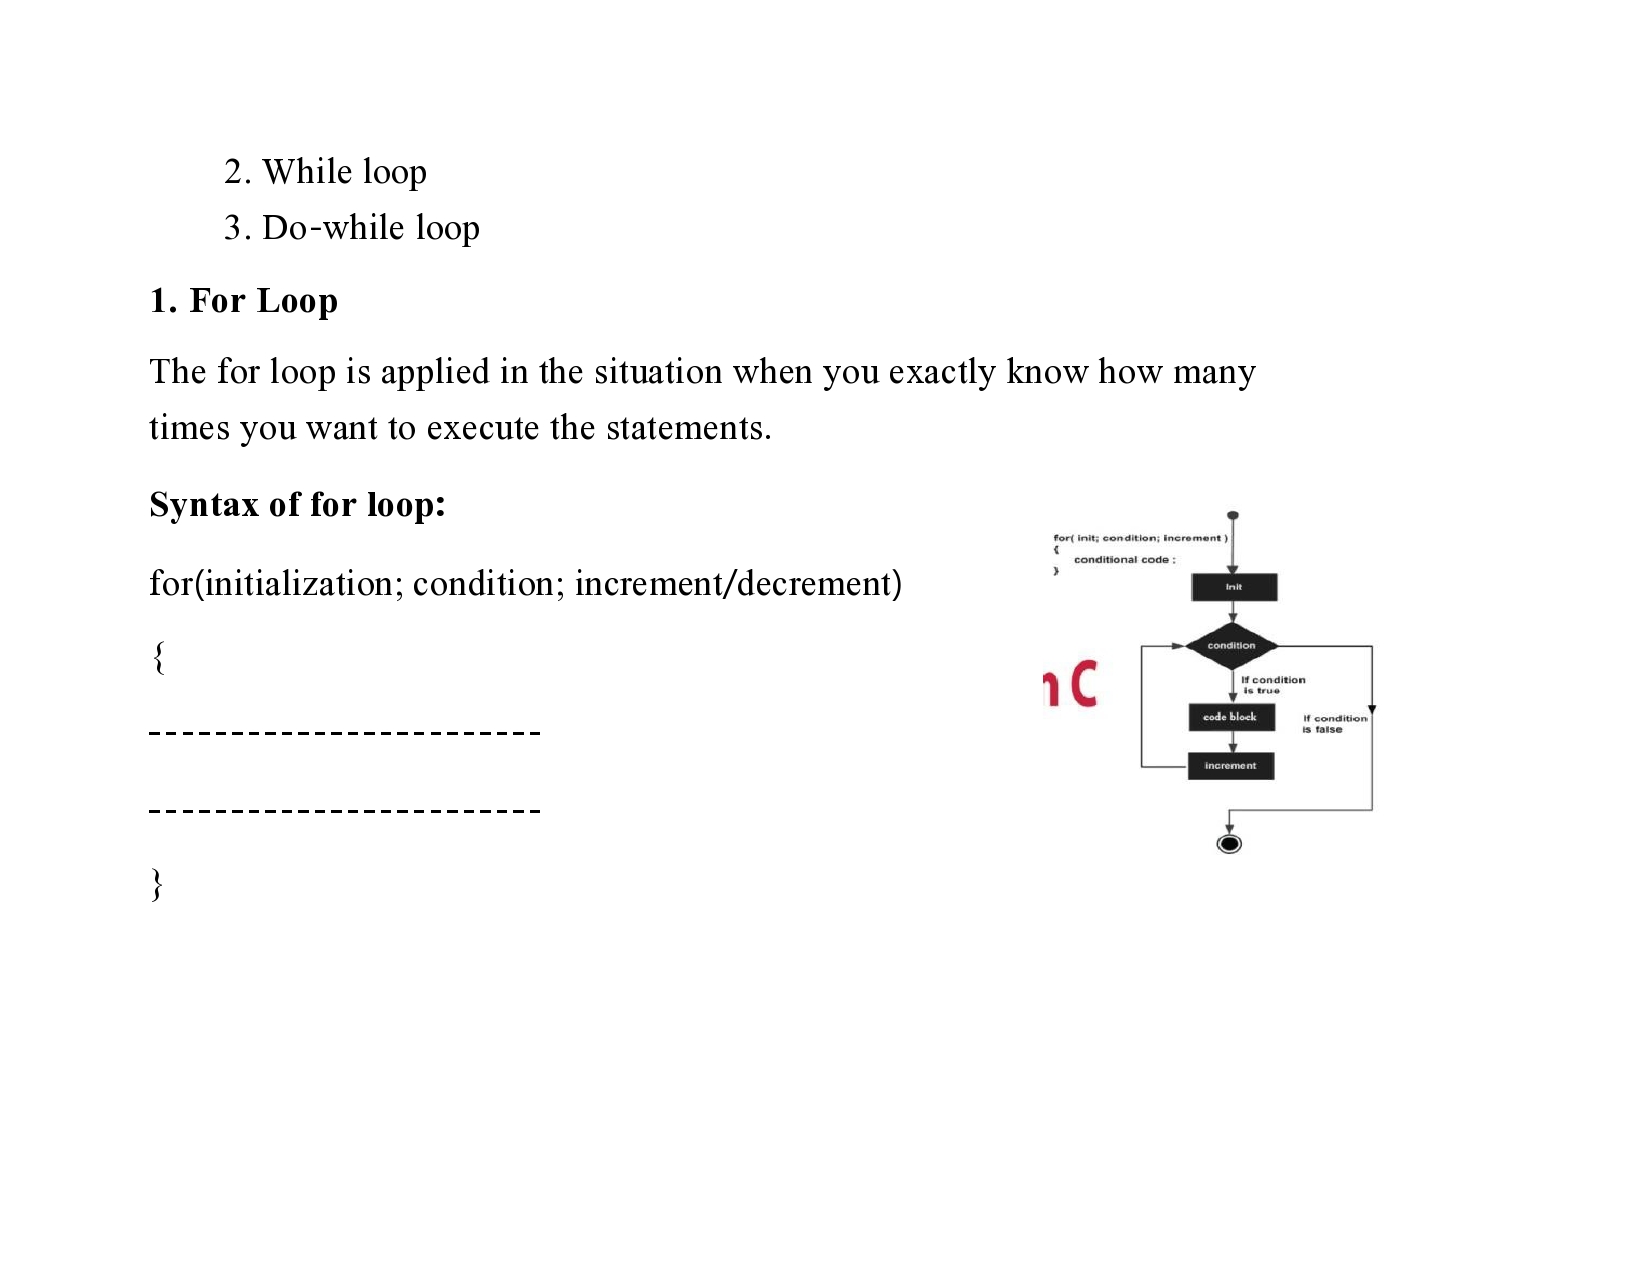 2. While loop
3. Do-while loop
1. For Loop
The for loop is applied in the situation when you exactly know how many
times you want to execute the statements.
Syntax of for loop:
for(initialization; condition; increment/decrement)
{
------------------------
------------------------
}
for( init; condition; increment )
{
conditional code ;
}
Init
condition
If condition
is true
code block
If condition
is false
increment
n C